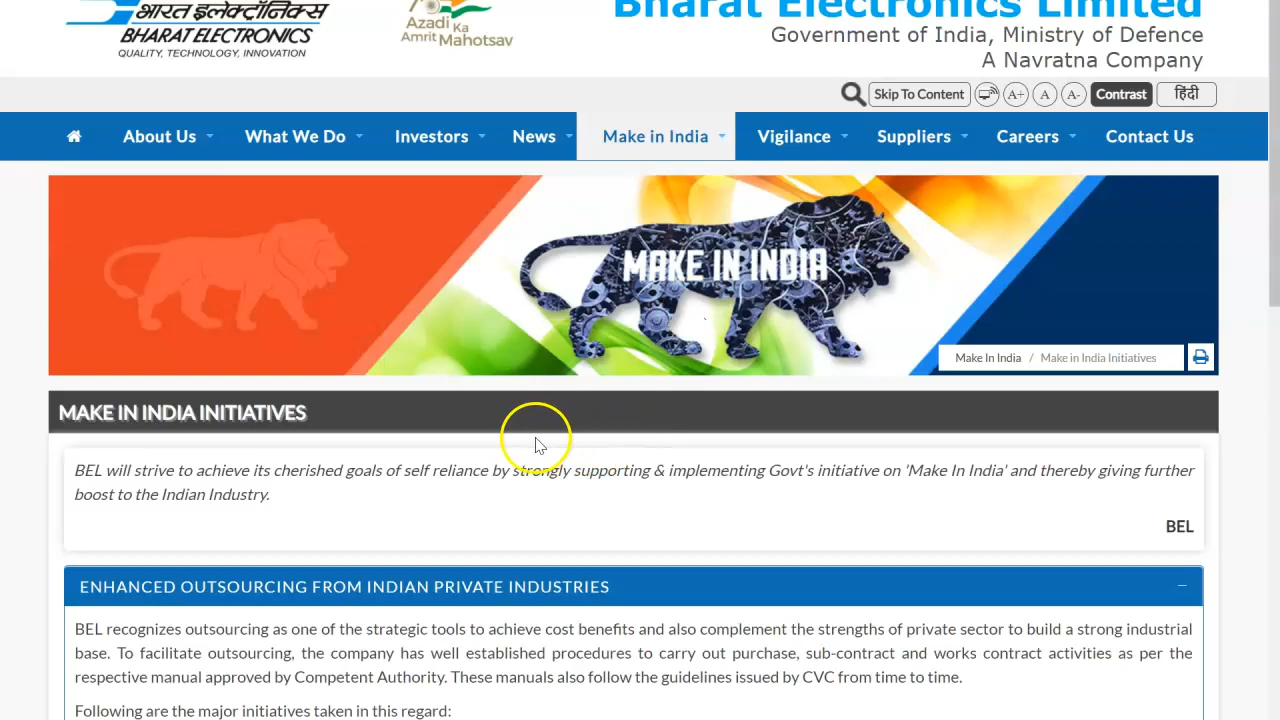 भारत इलेक्ट्रॉनिक्स
BHARAT ELECTRONICS
QUALITY, TECHNOLOGY, INNOVATION
Azadi Ka
Amrit Mahotsav
Bharat Electronics Limited
Government of India, Ministry of Defence
A Navratna Company
Skip To Content A+ A A- Contrast हिंदी
About Us What We Do Investors News Make in India Vigilance Suppliers Careers Contact Us
MAKE IN INDIA
Make In India / Make in India Initiatives
MAKE IN INDIA INITIATIVES
BEL will strive to achieve its cherished goals of self reliance by strongly supporting & implementing Govt's initiative on 'Make In India' and thereby giving further
boost to the Indian Industry.
BEL
ENHANCED OUTSOURCING FROM INDIAN PRIVATE INDUSTRIES
BEL recognizes outsourcing as one of the strategic tools to achieve cost benefits and also complement the strengths of private sector to build a strong industrial
base. To facilitate outsourcing, the company has well established procedures to carry out purchase, sub-contract and works contract activities as per the
respective manual approved by Competent Authority. These manuals also follow the guidelines issued by CVC from time to time.
Following are the major initiatives taken in this regard: